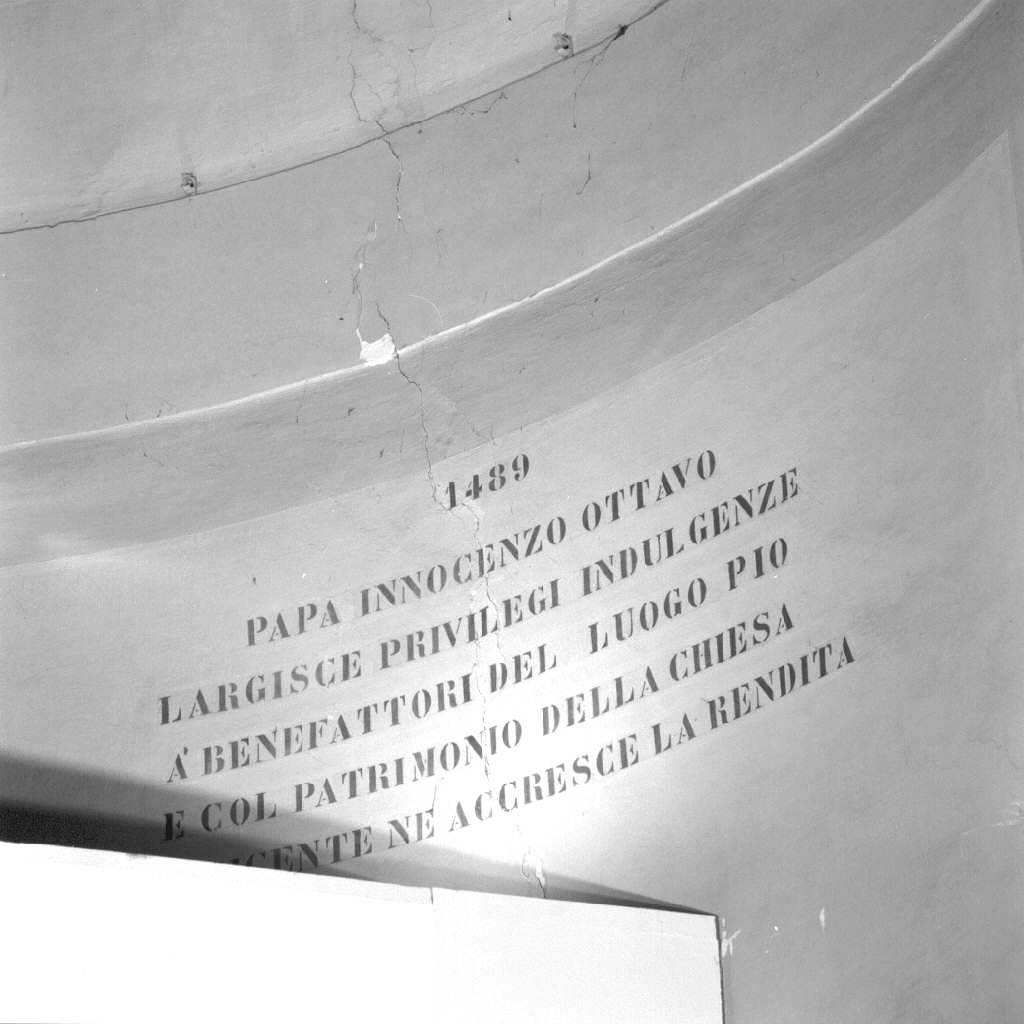 1489
PAPA INNOCENZO OTTAVO
LARGISCE PRIVILEGI INDULGENZE
A' BENEFATTORI DEL LUOGO PIO
E COL PATRIMONIO DELLA CHIESA
NE ACCRESCE LA RENDITA